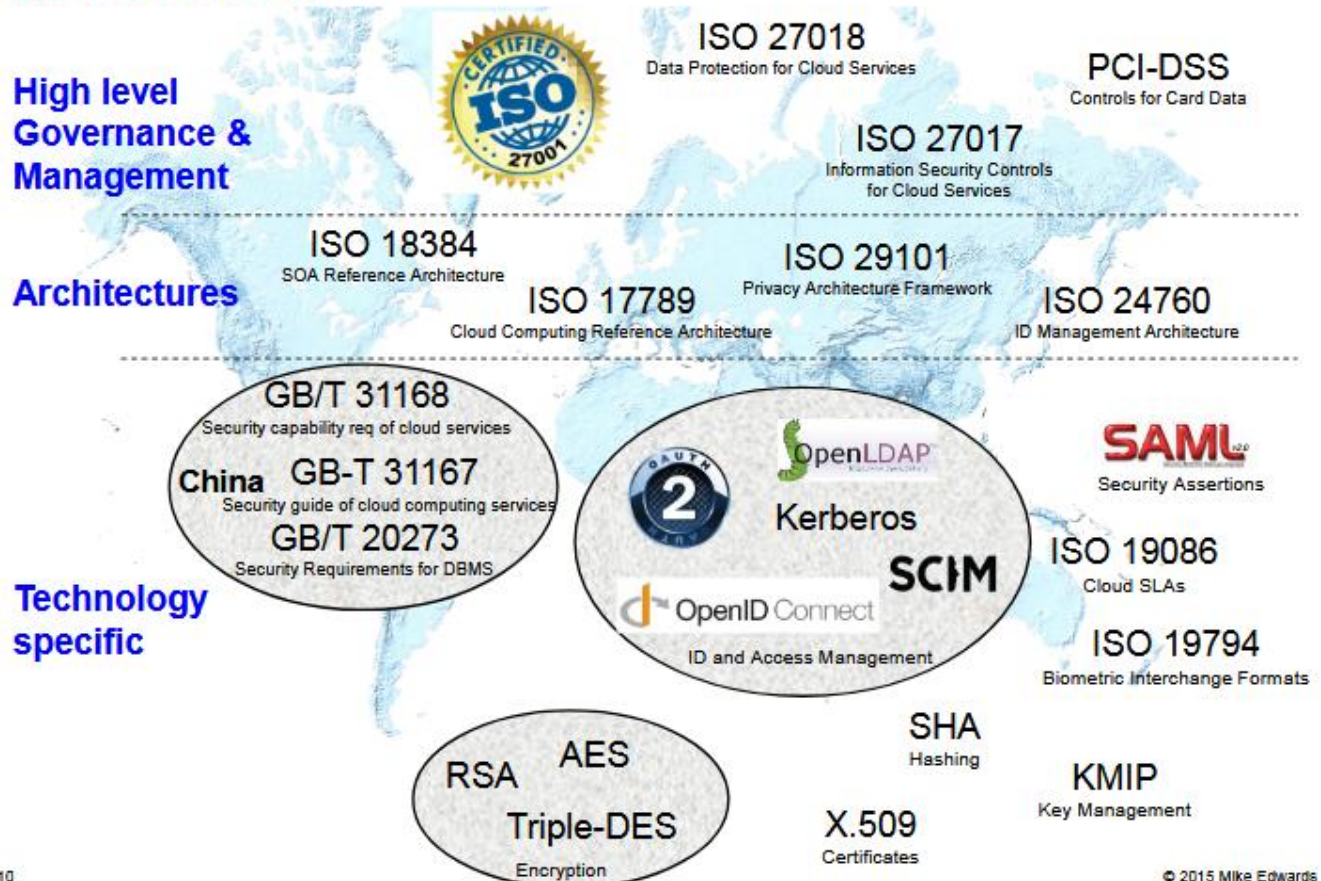 High level
Governance &
Management
CERTIFIED
ISO
27001
ISO 27018
Data Protection for Cloud Services
PCI-DSS
Controls for Card Data
ISO 27017
Information Security Controls
for Cloud Services
Architectures
ISO 18384
SOA Reference Architecture
ISO 17789
Cloud Computing Reference Architecture
ISO 29101
Privacy Architecture Framework
ISO 24760
ID Management Architecture
Technology
specific
GB/T 31168
Security capability req of cloud services
China GB-T 31167
Security guide of cloud computing services
GB/T 20273
Security Requirements for DBMS
OAUTH
2
AUTH
OpenLDAP
Kerberos
SCIM
OpenID Connect
ID and Access Management
SAML v2.0
Security Assertions
ISO 19086
Cloud SLAs
ISO 19794
Biometric Interchange Formats
RSA
AES
Triple-DES
Encryption
SHA
Hashing
KMIP
Key Management
X.509
Certificates
10
© 2015 Mike Edwards